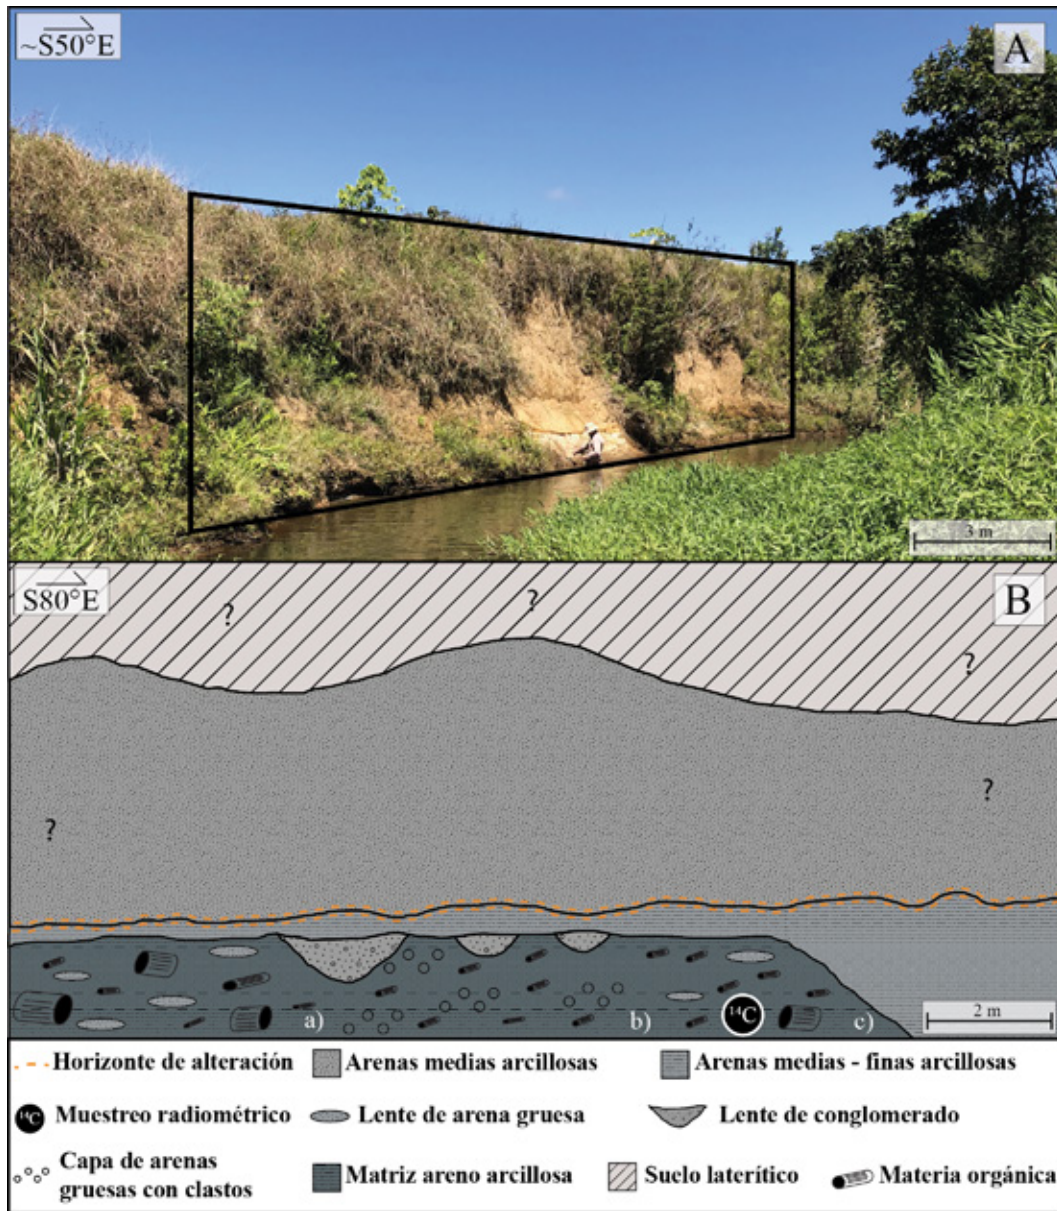 ~S50°E
A
3 m
S80°E
B
?
?
?
?
?
a)
b)
c)
¹⁴C
2 m
Horizonte de alteración
Arenas medias arcillosas
Arenas medias - finas arcillosas
¹⁴C
Muestreo radiométrico
Lente de arena gruesa
Lente de conglomerado
Capa de arenas
gruesas con clastos
Matriz areno arcillosa
Suelo laterítico
Materia orgánica